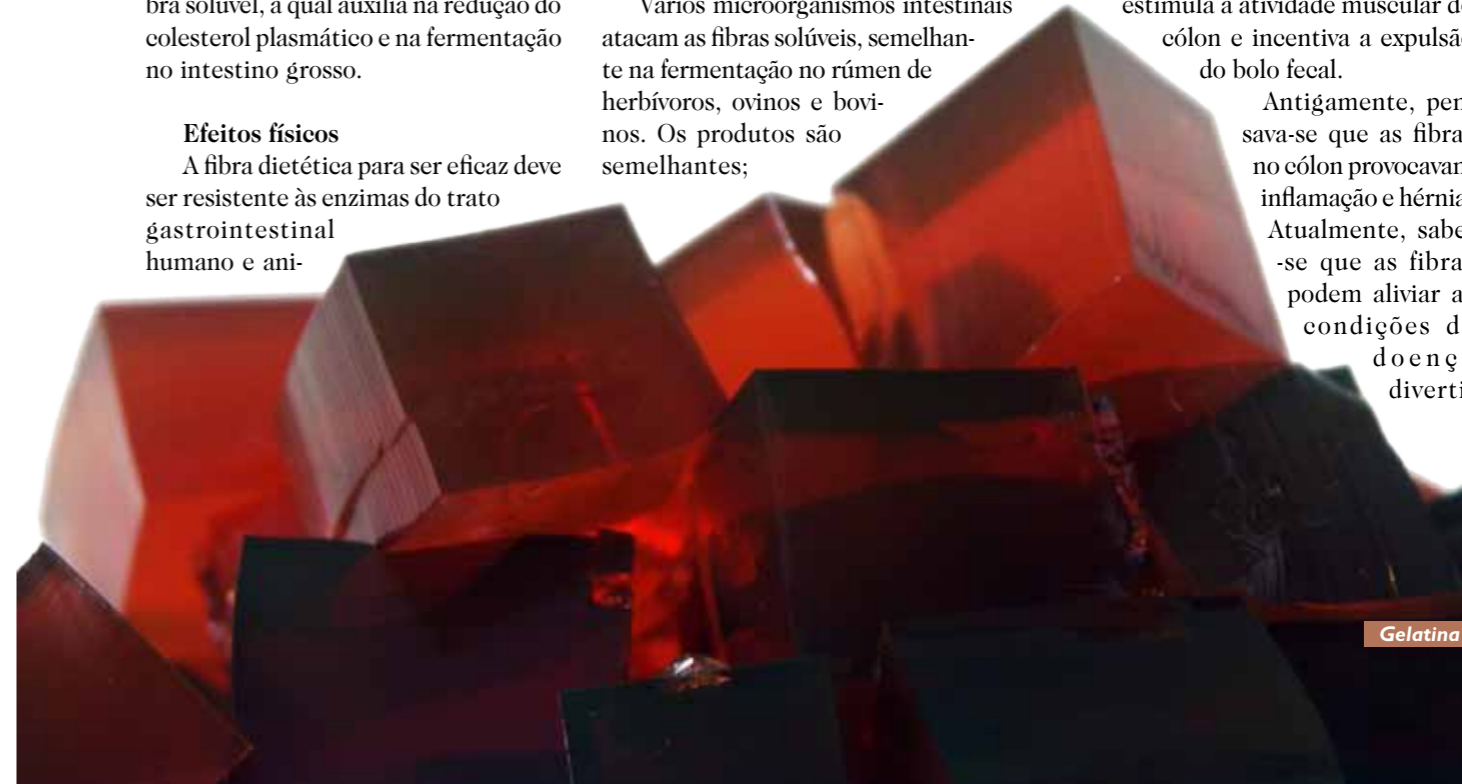 bra solúvel, a qual auxilia na redução do
colesterol plasmático e na fermentação
no intestino grosso.
Efeitos físicos
A fibra dietética para ser eficaz deve
ser resistente às enzimas do trato
gastrointestinal
humano e ani-
Vários microorganismos intestinais
atacam as fibras solúveis, semelhan-
te na fermentação no rúmen de
herbívoros, ovinos e bovi-
nos. Os produtos são
semelhantes;
estimula a atividade muscular do
cólon e incentiva a expulsão
do bolo fecal.
Antigamente, pen
sava-se que as fibra
no cólon provocavam
inflamação e hérnia
Atualmente, sabe
-se que as fibra
podem aliviar a
condições d
doenç
diverti
Gelatina